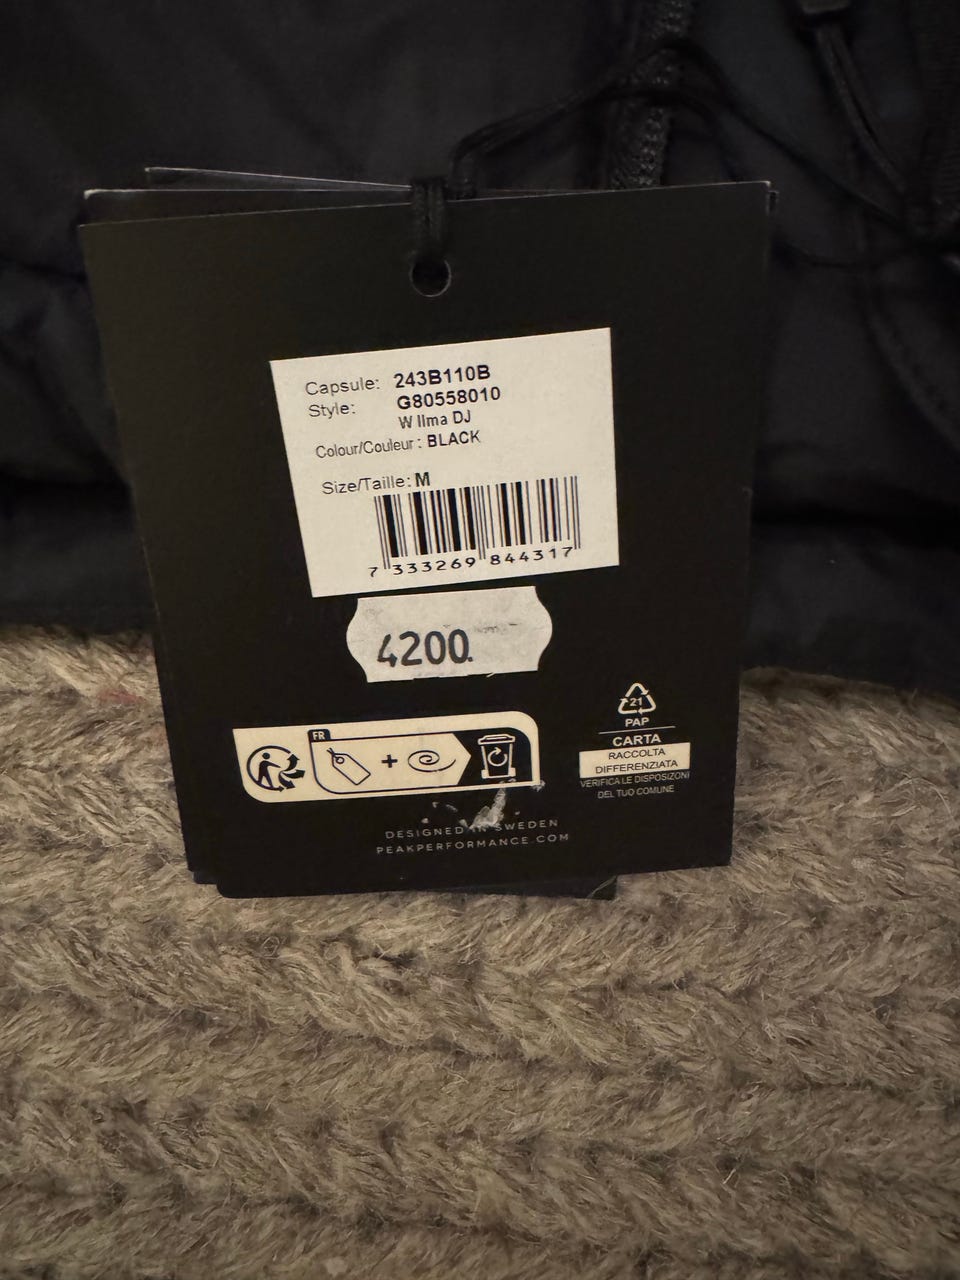 Capsule: 243B110B
Style: G80558010
W Ilma DJ
Colour/Couleur : BLACK
Size/Taille: M
7 333269 844317
4200.
FR
21
PAP
CARTA
RACCOLTA
DIFFERENZIATA
VERIFICA LE DISPOSIZIONI
DEL TUO COMUNE
DESIGNED IN SWEDEN
PEAKPERFORMANCE.COM